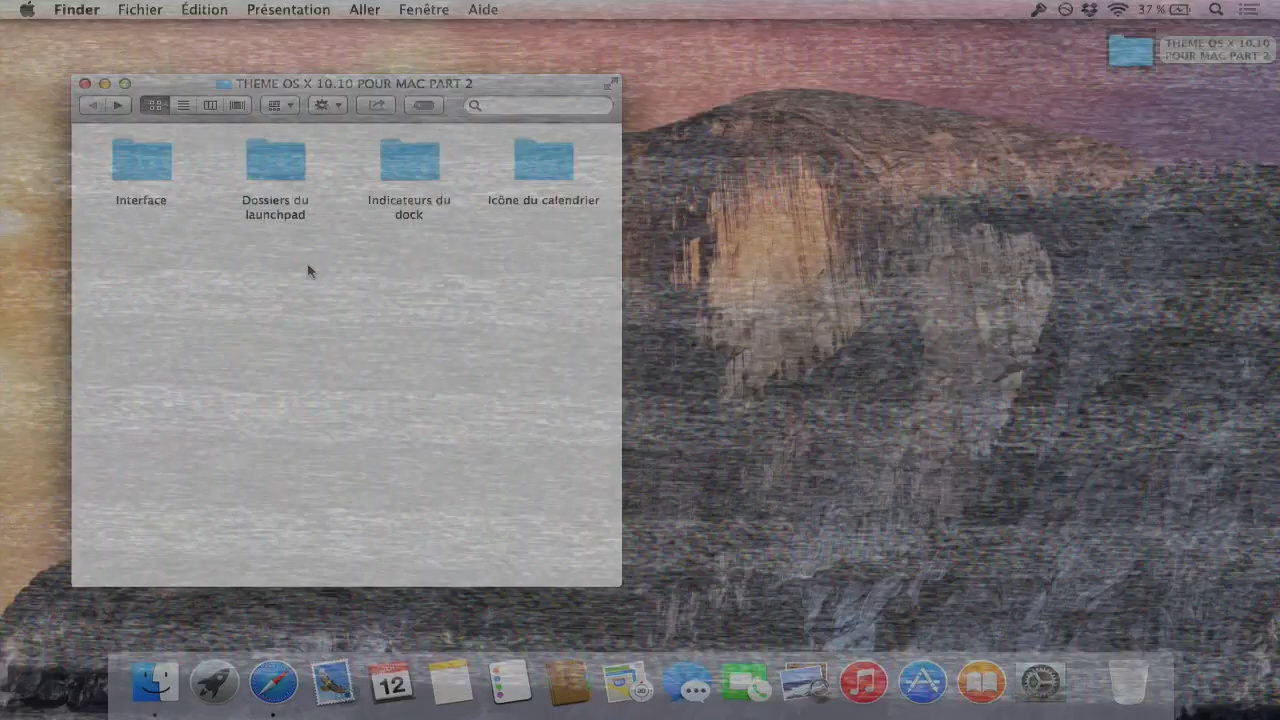 Finder Fichier Édition Présentation Aller Fenêtre Aide 37 %
THEME OS X 10.10
POUR MAC PART 2
THEME OS X 10.10 POUR MAC PART 2
Interface
Dossiers du
launchpad
Indicateurs du
dock
Icône du calendrier
12